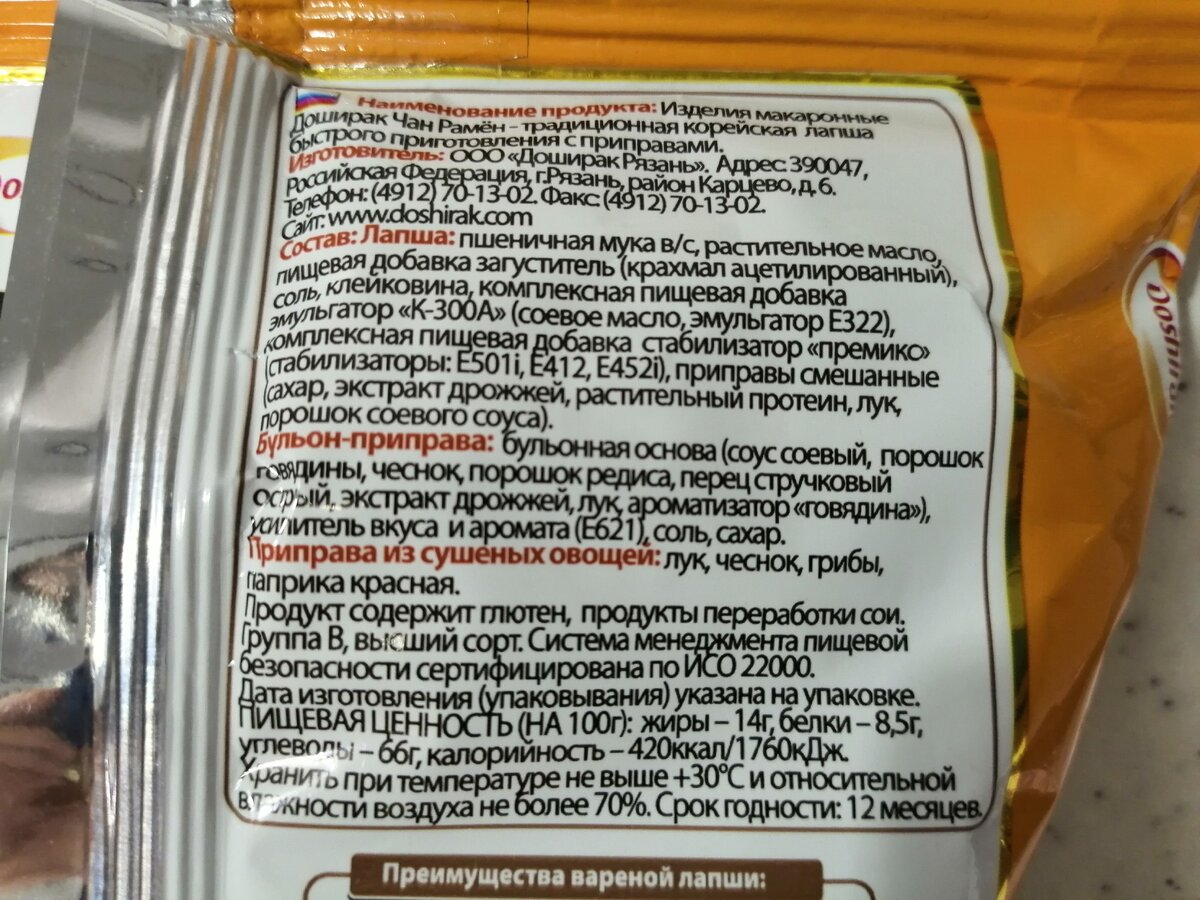 Наименование продукта: Изделия макаронные
Доширак Чан Рамён - традиционная корейская лапша
быстрого приготовления с приправами.
Изготовитель: ООО «Доширак Рязань». Адрес: 390047,
Российская Федерация, г.Рязань, район Карцево, д. 6.
Телефон: (4912) 70-13-02. Факс: (4912) 70-13-02.
Сайт: www.doshirak.com
Состав: Лапша: пшеничная мука в/с, растительное масло,
пищевая добавка загуститель (крахмал ацетилированный),
соль, клейковина, комплексная пищевая добавка
эмульгатор «К-300А» (соевое масло, эмульгатор Е322),
комплексная пищевая добавка стабилизатор «премикс»
(стабилизаторы: Е501i, Е412, Е452i), приправы смешанные
(сахар, экстракт дрожжей, растительный протеин, лук,
порошок соевого соуса).
Бульон-приправа: бульонная основа (соус соевый, порошок
говядины, чеснок, порошок редиса, перец стручковый
острый, экстракт дрожжей, лук, ароматизатор «говядина»),
усилитель вкуса и аромата (Е621), соль, сахар.
Приправа из сушёных овощей: лук, чеснок, грибы,
паприка красная.
Продукт содержит глютен, продукты переработки сои.
Группа В, высший сорт. Система менеджмента пищевой
безопасности сертифицирована по ИСО 22000.
Дата изготовления (упаковывания) указана на упаковке.
ПИЩЕВАЯ ЦЕННОСТЬ (НА 100г): жиры – 14г, белки – 8,5г,
углеводы – 66г, калорийность – 420ккал/1760кДж.
Хранить при температуре не выше +30°С и относительной
влажности воздуха не более 70%. Срок годности: 12 месяцев.
Преимущества вареной лапши: